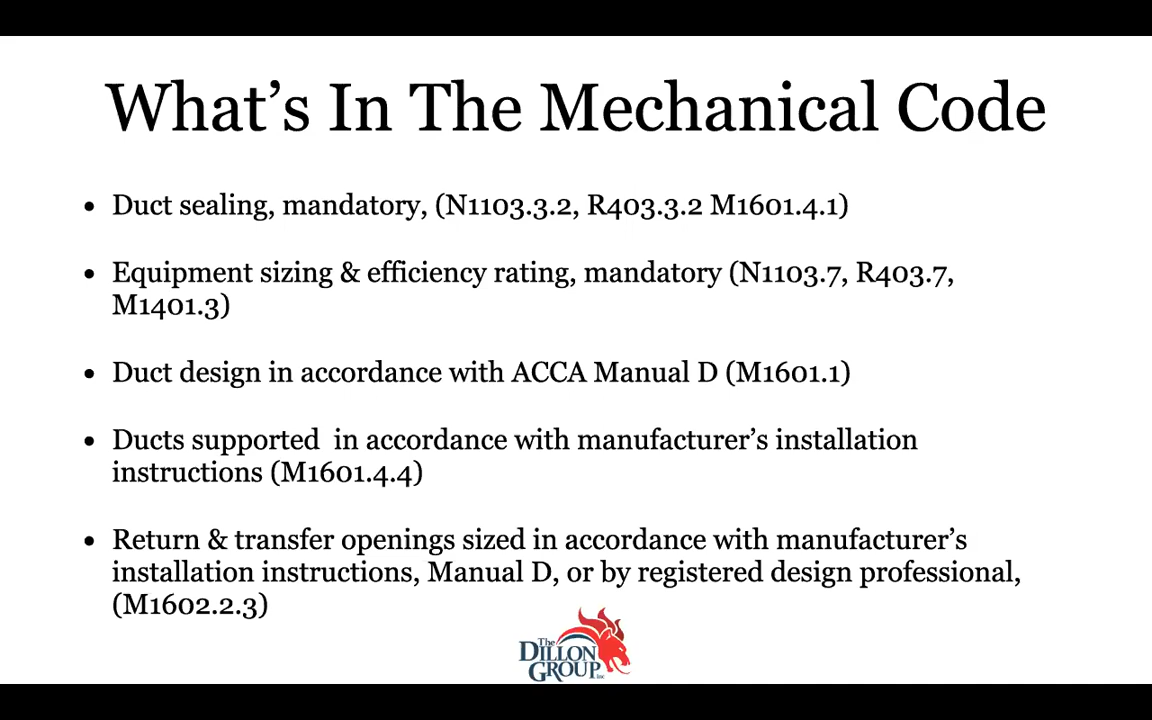 What’s In The Mechanical Code
• Duct sealing, mandatory, (N1103.3.2, R403.3.2 M1601.4.1)
• Equipment sizing & efficiency rating, mandatory (N1103.7, R403.7,
M1401.3)
• Duct design in accordance with ACCA Manual D (M1601.1)
• Ducts supported  in accordance with manufacturer’s installation
instructions (M1601.4.4)
• Return & transfer openings sized in accordance with manufacturer’s
installation instructions, Manual D, or by registered design professional,
(M1602.2.3)
The
DILLON
GROUP Inc